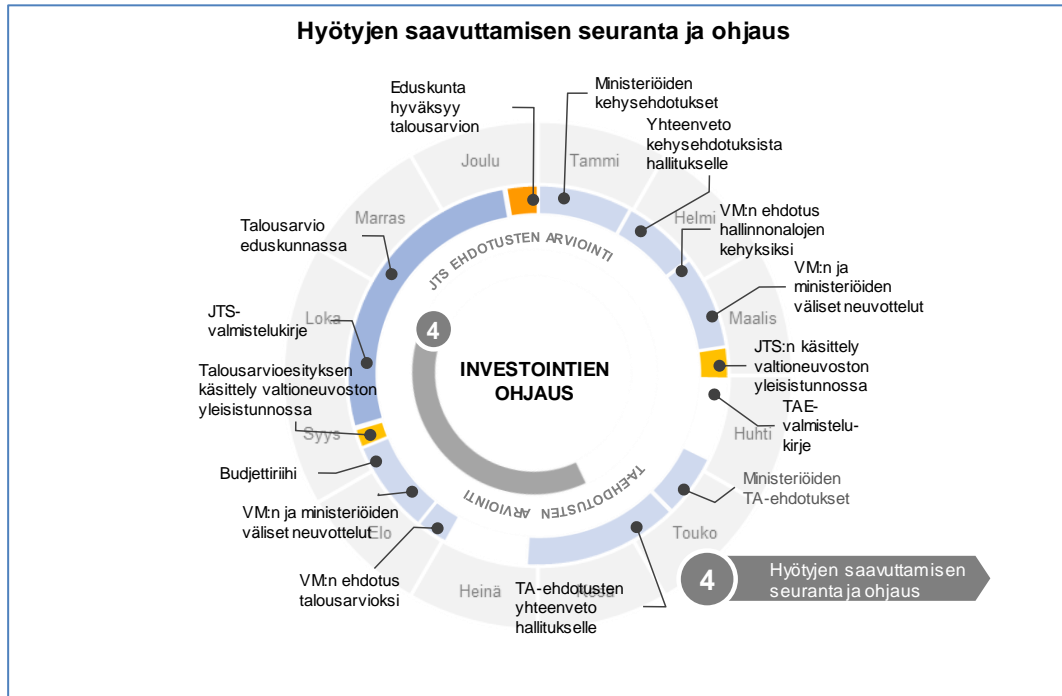 Hyötyjen saavuttamisen seuranta ja ohjaus
Eduskunta
hyväksyy
talousarvion
Ministeriöiden
kehysehdotukset
Yhteenveto
kehysehdotuksista
hallitukselle
Joulu
Tammi
Marras
Helmi
VM:n ehdotus
hallinnonalojen
kehyksiksi
Talousarvio
eduskunnassa
JTS EHDOTUSTEN ARVIOINTI
VM:n ja
ministeriöiden
väliset neuvottelut
JTS-
valmistelukirje
Loka
Maalis
4
INVESTOINTIEN
OHJAUS
JTS:n käsittely
valtioneuvoston
yleisistunnossa
Talousarvioesityksen
käsittely valtioneuvoston
yleisistunnossa
TAE-
valmistelu-
kirje
Syys
Huhti
Budjettiriihi
Ministeriöiden
TA-ehdotukset
TA-EHDOTUSTEN ARVIOINTI
VM:n ja ministeriöiden
väliset neuvottelut
Elo
Touko
VM:n ehdotus
talousarvioksi
Heinä
Kesä
TA-ehdotusten
yhteenveto
hallitukselle
4
Hyötyjen saavuttamisen
seuranta ja ohjaus